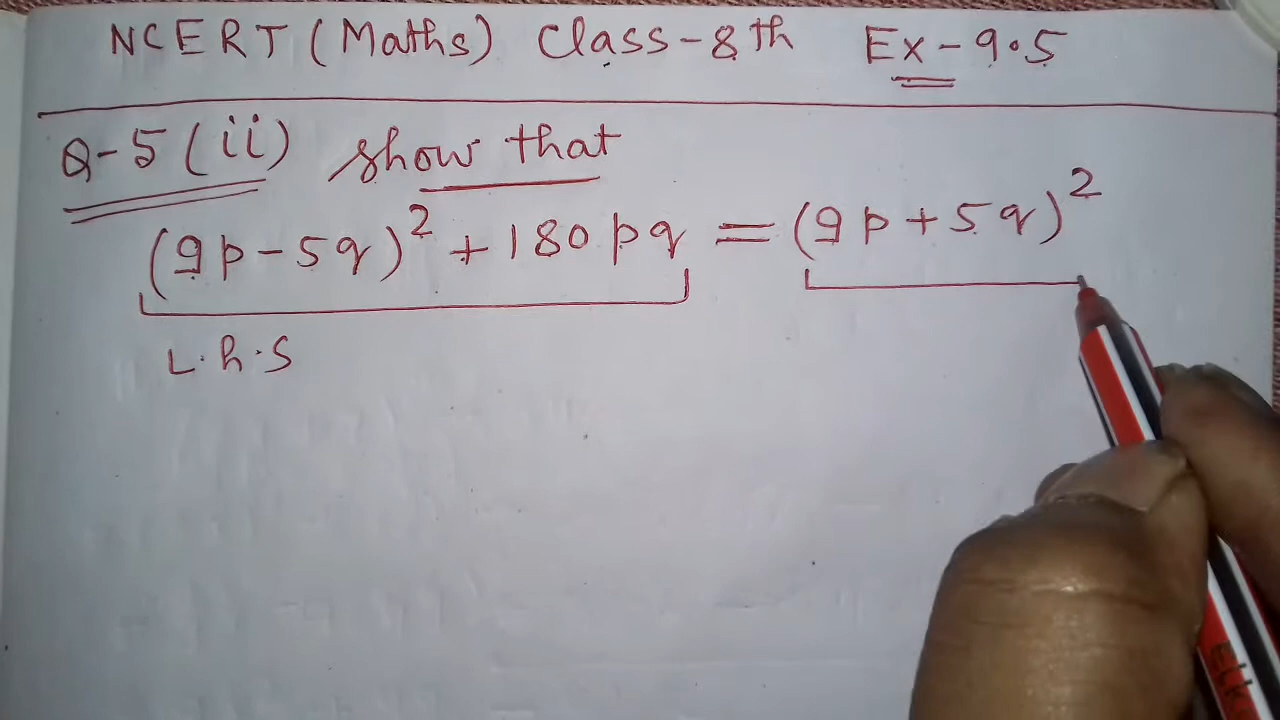 NCERT (Maths) Class-8th Ex-9.5
Q-5 (ii) show that
(9p-5q)² + 180pq = (9p+5q)²
L.h.S